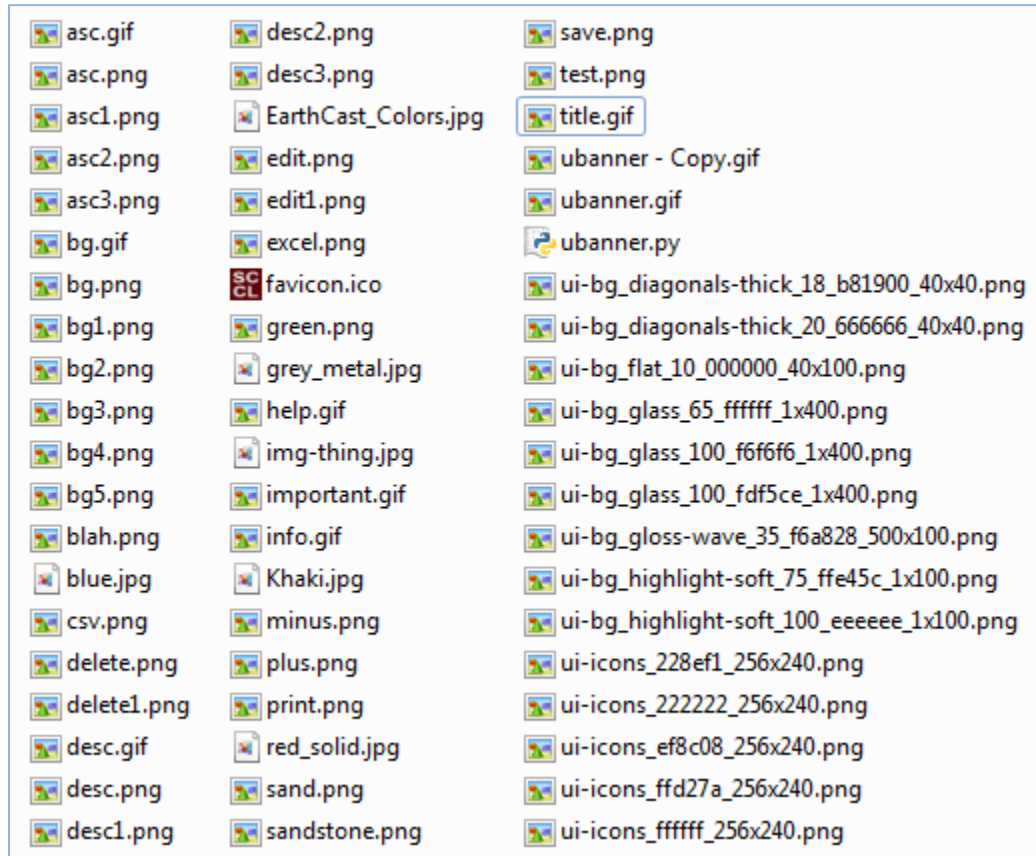 asc.gif
asc.png
asc1.png
asc2.png
asc3.png
bg.gif
bg.png
bg1.png
bg2.png
bg3.png
bg4.png
bg5.png
blah.png
blue.jpg
csv.png
delete.png
delete1.png
desc.gif
desc.png
desc1.png
desc2.png
desc3.png
EarthCast_Colors.jpg
edit.png
edit1.png
excel.png
SC
CL
favicon.ico
green.png
grey_metal.jpg
help.gif
img-thing.jpg
important.gif
info.gif
Khaki.jpg
minus.png
plus.png
print.png
red_solid.jpg
sand.png
sandstone.png
save.png
test.png
title.gif
ubanner - Copy.gif
ubanner.gif
ubanner.py
ui-bg_diagonals-thick_18_b81900_40x40.png
ui-bg_diagonals-thick_20_666666_40x40.png
ui-bg_flat_10_000000_40x100.png
ui-bg_glass_65_ffffff_1x400.png
ui-bg_glass_100_f6f6f6_1x400.png
ui-bg_glass_100_fdf5ce_1x400.png
ui-bg_gloss-wave_35_f6a828_500x100.png
ui-bg_highlight-soft_75_ffe45c_1x100.png
ui-bg_highlight-soft_100_eeeeee_1x100.png
ui-icons_228ef1_256x240.png
ui-icons_222222_256x240.png
ui-icons_ef8c08_256x240.png
ui-icons_ffd27a_256x240.png
ui-icons_ffffff_256x240.png